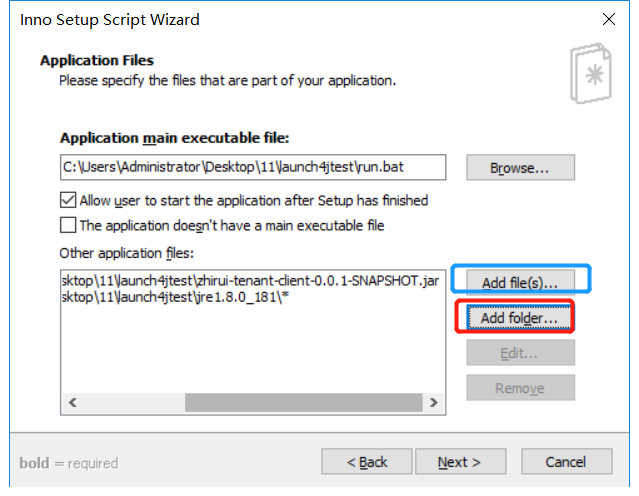 Inno Setup Script Wizard
Application Files
Please specify the files that are part of your application.
Application main executable file:
C:\Users\Administrator\Desktop\11\launch4jtest\run.bat
Browse...
Allow user to start the application after Setup has finished
The application doesn't have a main executable file
Other application files:
sktop\11\launch4jtest\zhirui-tenant-client-0.0.1-SNAPSHOT.jar
sktop\11\launch4jtest\jre1.8.0_181\*
Add file(s)...
Add folder...
Edit...
Remove
bold = required
< Back
Next >
Cancel